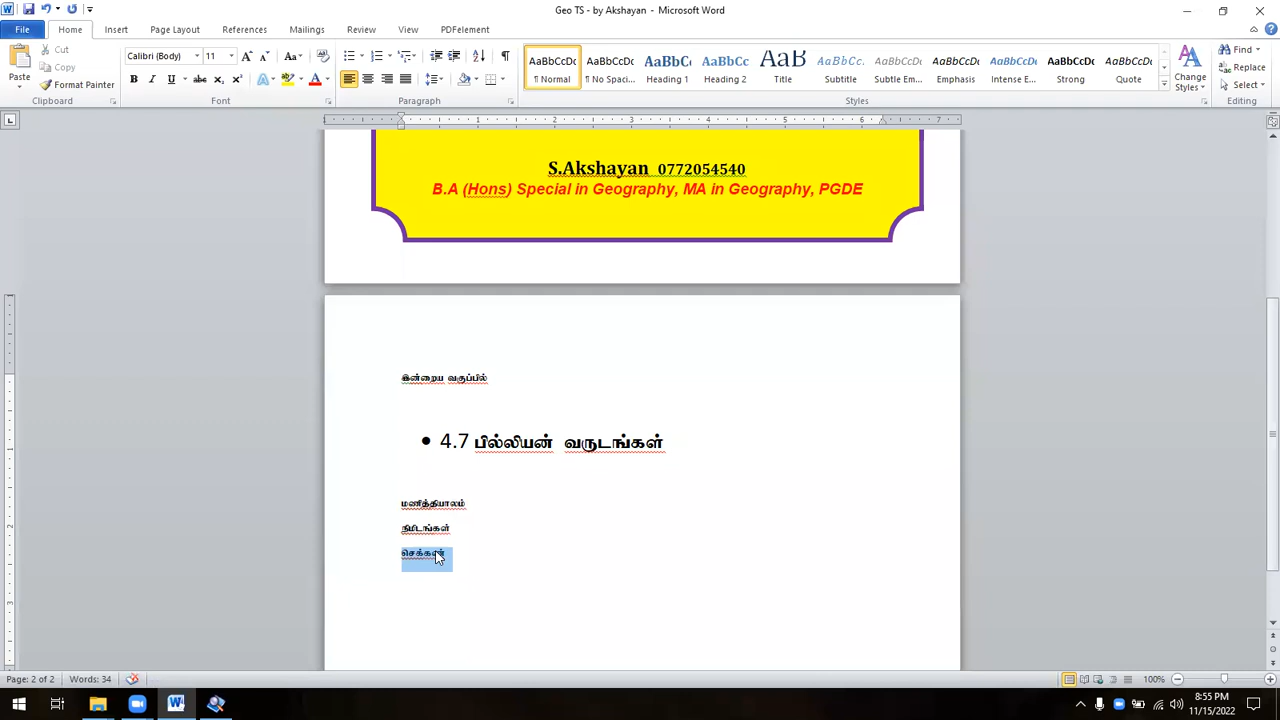 Geo TS - by Akshayan - Microsoft Word
File Home Insert Page Layout References Mailings Review View PDFelement
Cut
Copy
Format Painter
Paste
Calibri (Body) 11
Clipboard Font Paragraph Styles Editing
AaBbCcDc AaBbCcDc AaBbC AaBbCc AaB AaBbCc. AaBbCcDc AaBbCcDc AaBbCcDc AaBbCcDc AaBbCcDc
¶ Normal ¶ No Spaci... Heading 1 Heading 2 Title Subtitle Subtle Em... Emphasis Intense E... Strong Quote
Change Styles
Find
Replace
Select
S.Akshayan 0772054540
B.A (Hons) Special in Geography, MA in Geography, PGDE
இன்றைய வகுப்பில்
• 4.7 பில்லியன் வருடங்கள்
மணித்தியாலம்
நிமிடங்கள்
Page: 2 of 2 Words: 34 100%
8:55 PM
11/15/2022